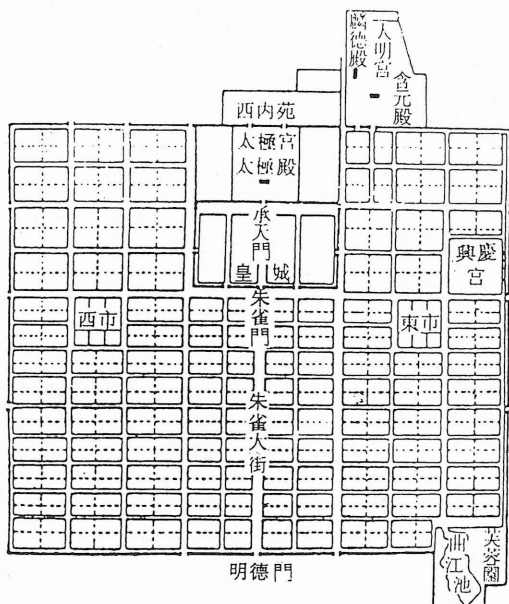 麟德殿
大明宮
含元殿
西内苑
太極宮
太極殿
承天門
皇城
興慶
宮
朱雀門
西市
東市
朱雀大街
明德門
曲江池
芙蓉園